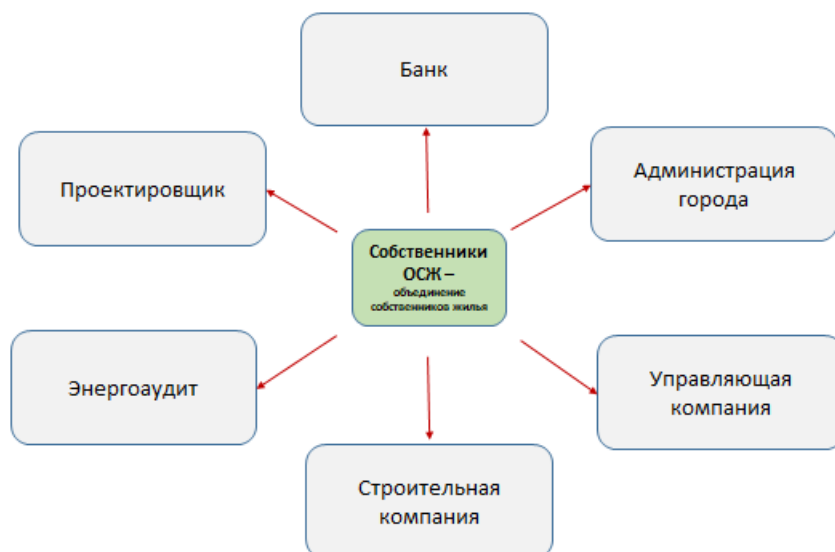 Банк
Проектировщик
Администрация
города
Собственники
ОСЖ –
объединение
собственников жилья
Энергоаудит
Управляющая
компания
Строительная
компания